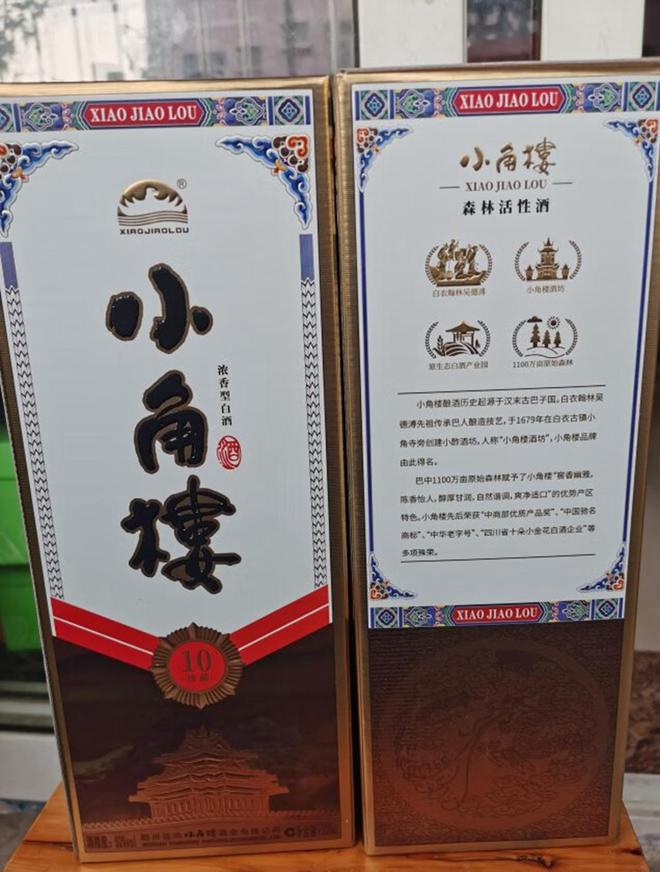 XIAO JIAO LOU
®
XIAOJIAOLOU
小角樓
浓香型白酒
酒
10
珍藏
XIAO JIAO LOU
小角樓
XIAO JIAO LOU
森林活性酒
白衣翰林吴德溥
小角楼酒坊
原生态白酒产业园
1100万亩原始森林
小角楼酿酒历史起源于汉末古巴子国。白衣翰林吴
德溥先祖传承巴人酿造技艺，于1679年在白衣古镇小
角寺旁创建小酢酒坊，人称“小角楼酒坊”，小角楼品牌
由此得名。
巴中1100万亩原始森林赋予了小角楼“窖香幽雅，
陈香怡人，醇厚甘润，自然谐调，爽净适口”的优势产区
特色。小角楼先后荣获“中商部优质产品奖”、“中国驰名
商标”、“中华老字号”、“四川省十朵小金花白酒企业”等
多项殊荣。
XIAO JIAO LOU